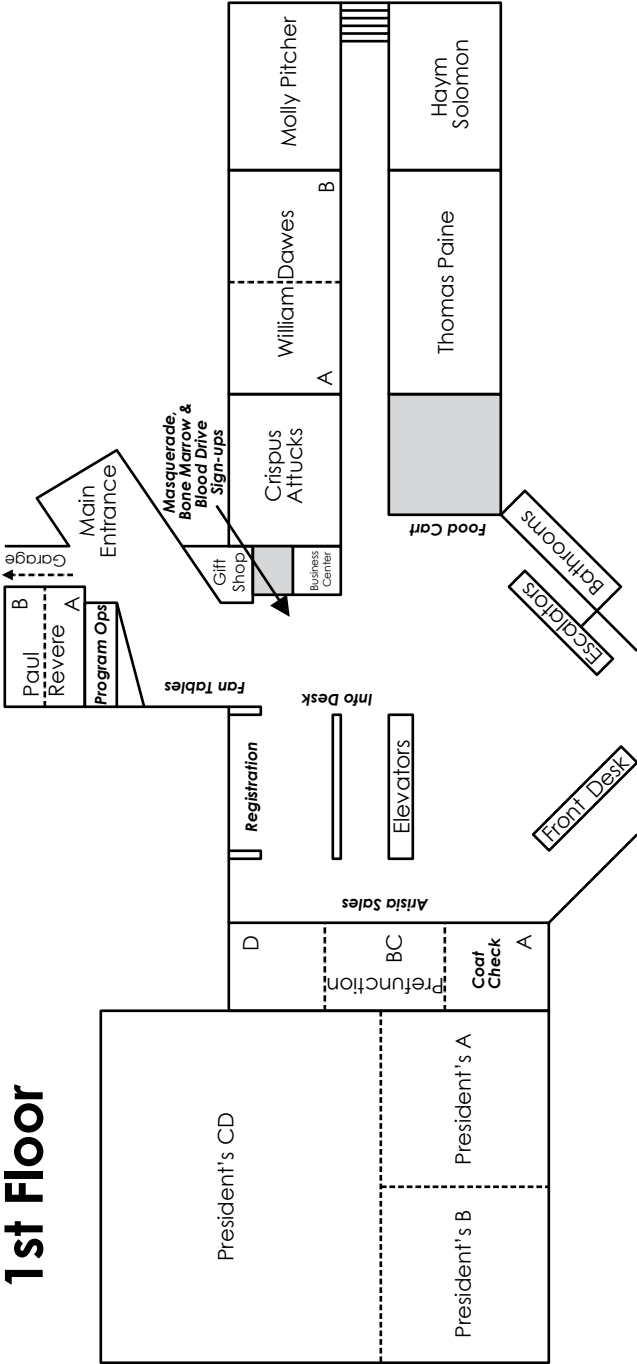 1st Floor
President's CD
President's B
President's A
D
BC
Prefunction
Coat
Check
A
Arisia Sales
Registration
Elevators
Front Desk
Info Desk
Fan Tables
Program Ops
Paul
Revere
B
A
Garage
Main
Entrance
Masquerade,
Bone Marrow &
Blood Drive
Sign-ups
Gift
Shop
Business
Center
Escalators
Bathrooms
Food Cart
Crispus
Attucks
A
William Dawes
B
Molly Pitcher
Thomas Paine
Haym
Solomon